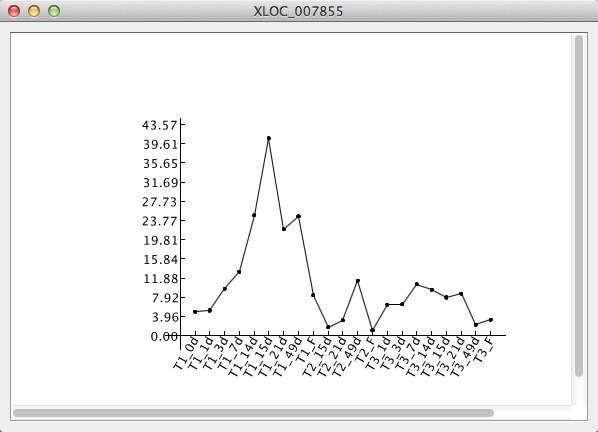 XLOC_007855
43.57
39.61
35.65
31.69
27.73
23.77
19.81
15.84
11.88
7.92
3.96
0.00
T1_0d
T1_1d
T1_3d
T1_7d
T1_14d
T1_15d
T1_21d
T1_49d
T1_F
T2_15d
T2_21d
T2_49d
T2_F
T3_1d
T3_3d
T3_7d
T3_14d
T3_15d
T3_21d
T3_49d
T3_F